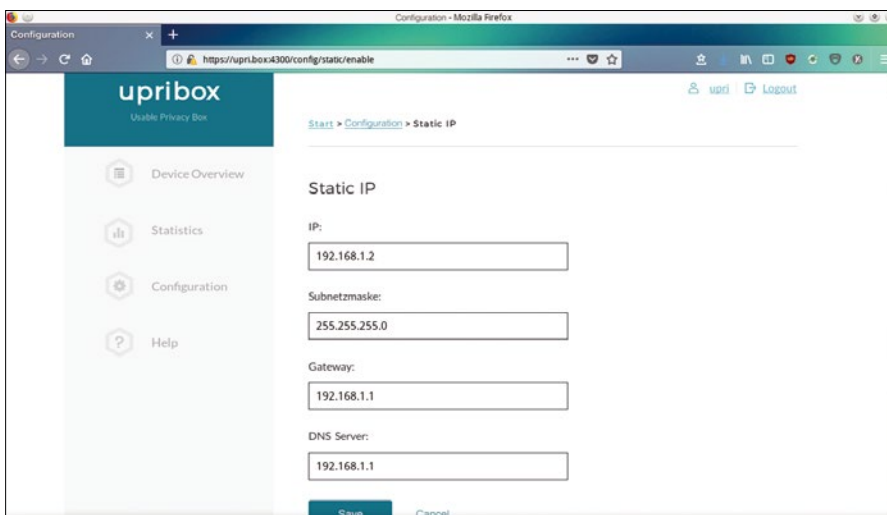 Configuration - Mozilla Firefox
Configuration
https://upri.box:4300/config/static/enable
upribox
Usable Privacy Box
upri
Logout
Start > Configuration > Static IP
Device Overview
Statistics
Configuration
Help
Static IP
IP:
192.168.1.2
Subnetzmaske:
255.255.255.0
Gateway:
192.168.1.1
DNS Server:
192.168.1.1
Save Cancel